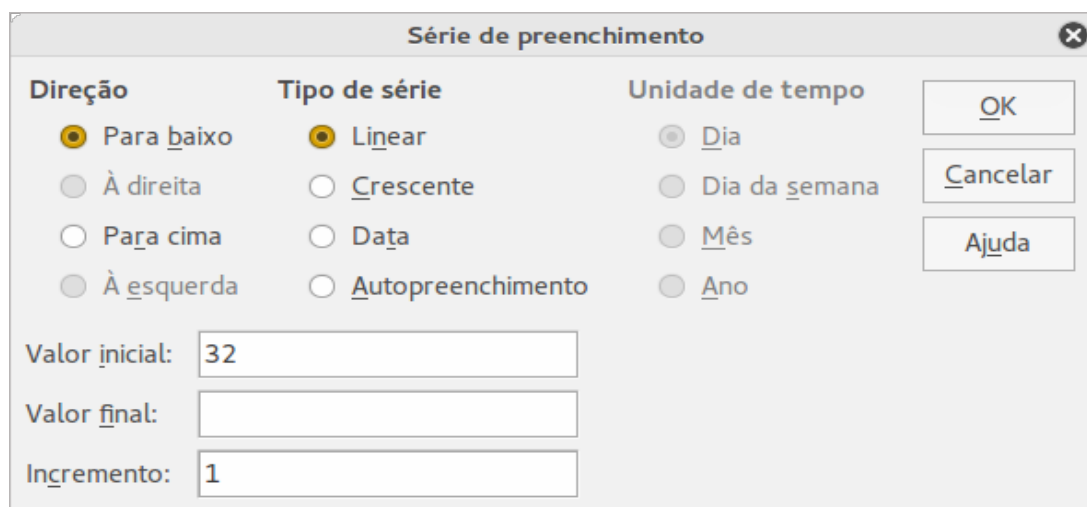 Série de preenchimento
Direção
Tipo de série
Unidade de tempo
Para baixo
Linear
Dia
OK
À direita
Crescente
Dia da semana
Cancelar
Para cima
Data
Mês
Ajuda
À esquerda
Autopreenchimento
Ano
Valor inicial: 32
Valor final:
Incremento: 1